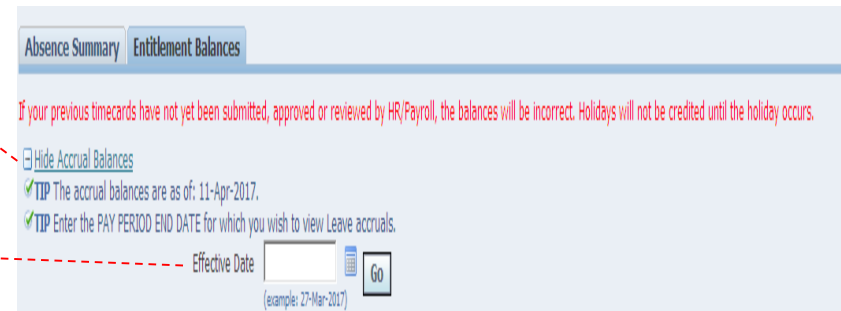 Absence Summary Entitlement Balances
If your previous timecards have not yet been submitted, approved or reviewed by HR/Payroll, the balances will be incorrect. Holidays will not be credited until the holiday occurs.
Hide Accrual Balances
TIP The accrual balances are as of: 11-Apr-2017.
TIP Enter the PAY PERIOD END DATE for which you wish to view Leave accruals.
Effective Date Go
(example: 27-Mar-2017)